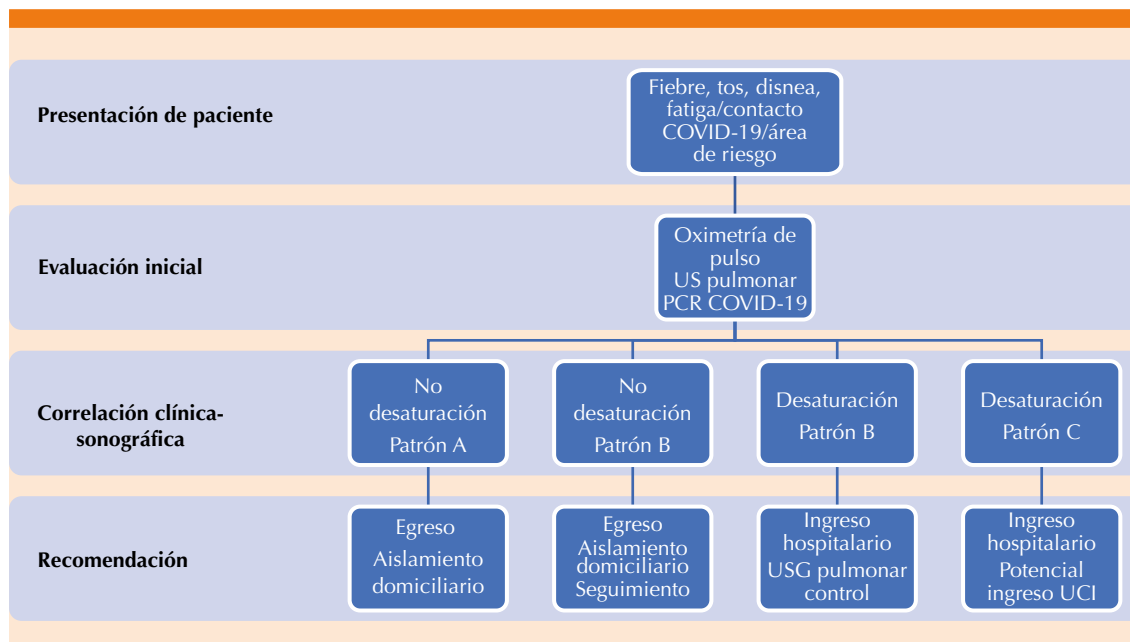 Presentación de paciente
Fiebre, tos, disnea,
fatiga/contacto
COVID-19/área
de riesgo
Evaluación inicial
Oximetría de
pulso
US pulmonar
PCR COVID-19
Correlación clínica-
sonográfica
No
desaturación
Patrón A
No
desaturación
Patrón B
Desaturación
Patrón B
Desaturación
Patrón C
Recomendación
Egreso
Aislamiento
domiciliario
Egreso
Aislamiento
domiciliario
Seguimiento
Ingreso
hospitalario
USG pulmonar
control
Ingreso
hospitalario
Potencial
ingreso UCI